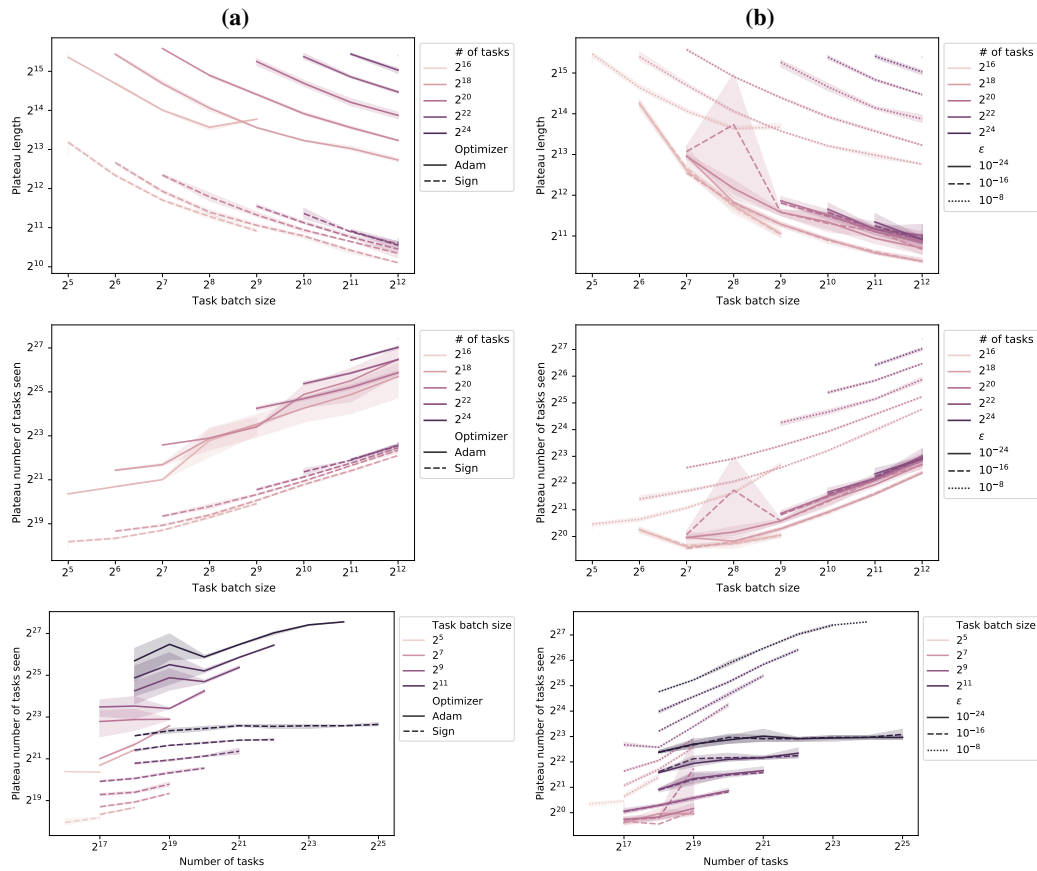 (a)
(b)
Plateau length
2^15
2^14
2^13
2^12
2^11
2^10
2^5 2^6 2^7 2^8 2^9 2^10 2^11 2^12
Task batch size
# of tasks
2^16
2^18
2^20
2^22
2^24
Optimizer
Adam
Sign
Plateau length
2^15
2^14
2^13
2^12
2^11
2^5 2^6 2^7 2^8 2^9 2^10 2^11 2^12
Task batch size
# of tasks
2^16
2^18
2^20
2^22
2^24
ε
10^-24
10^-16
10^-8
Plateau number of tasks seen
2^27
2^25
2^23
2^21
2^19
2^5 2^6 2^7 2^8 2^9 2^10 2^11 2^12
Task batch size
# of tasks
2^16
2^18
2^20
2^22
2^24
Optimizer
Adam
Sign
Plateau number of tasks seen
2^27
2^26
2^25
2^24
2^23
2^22
2^21
2^20
2^5 2^6 2^7 2^8 2^9 2^10 2^11 2^12
Task batch size
# of tasks
2^16
2^18
2^20
2^22
2^24
ε
10^-24
10^-16
10^-8
Plateau number of tasks seen
2^27
2^25
2^23
2^21
2^19
2^17 2^19 2^21 2^23 2^25
Number of tasks
Task batch size
2^5
2^7
2^9
2^11
Optimizer
Adam
Sign
Plateau number of tasks seen
2^27
2^26
2^25
2^24
2^23
2^22
2^21
2^20
2^17 2^19 2^21 2^23 2^25
Number of tasks
Task batch size
2^5
2^7
2^9
2^11
ε
10^-24
10^-16
10^-8